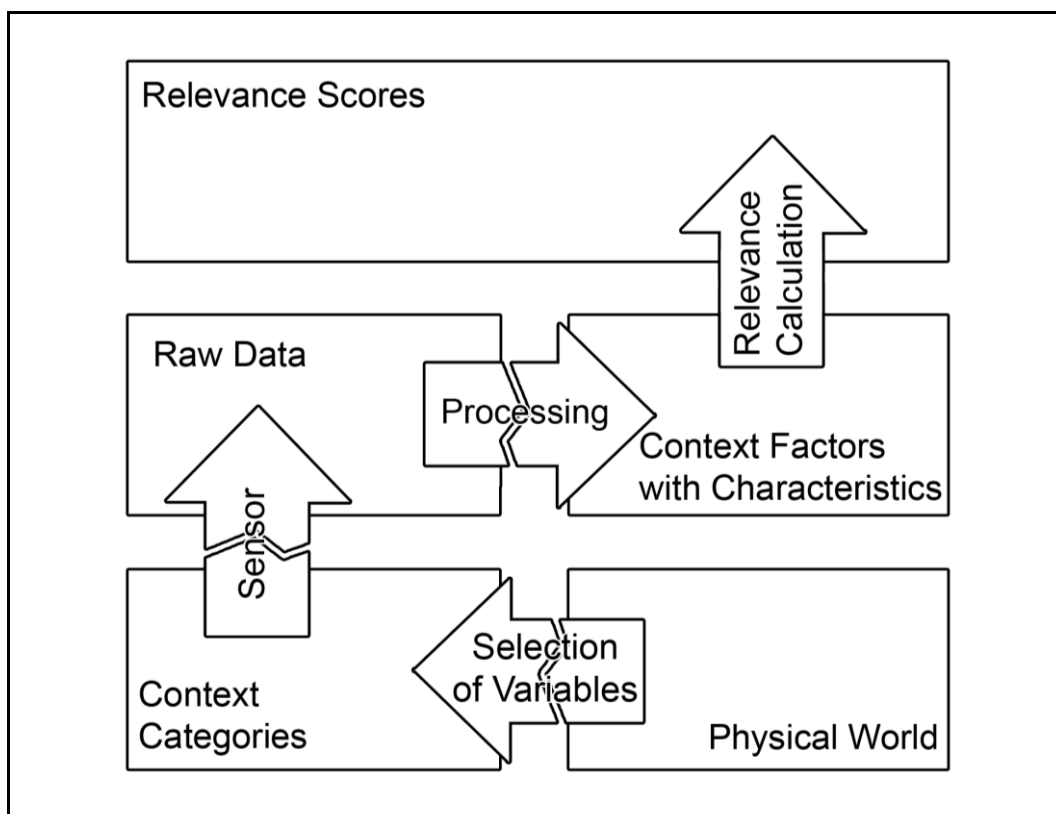 Relevance Scores
Relevance
Calculation
Raw Data
Processing
Context Factors
with Characteristics
Sensor
Selection
of Variables
Context
Categories
Physical World